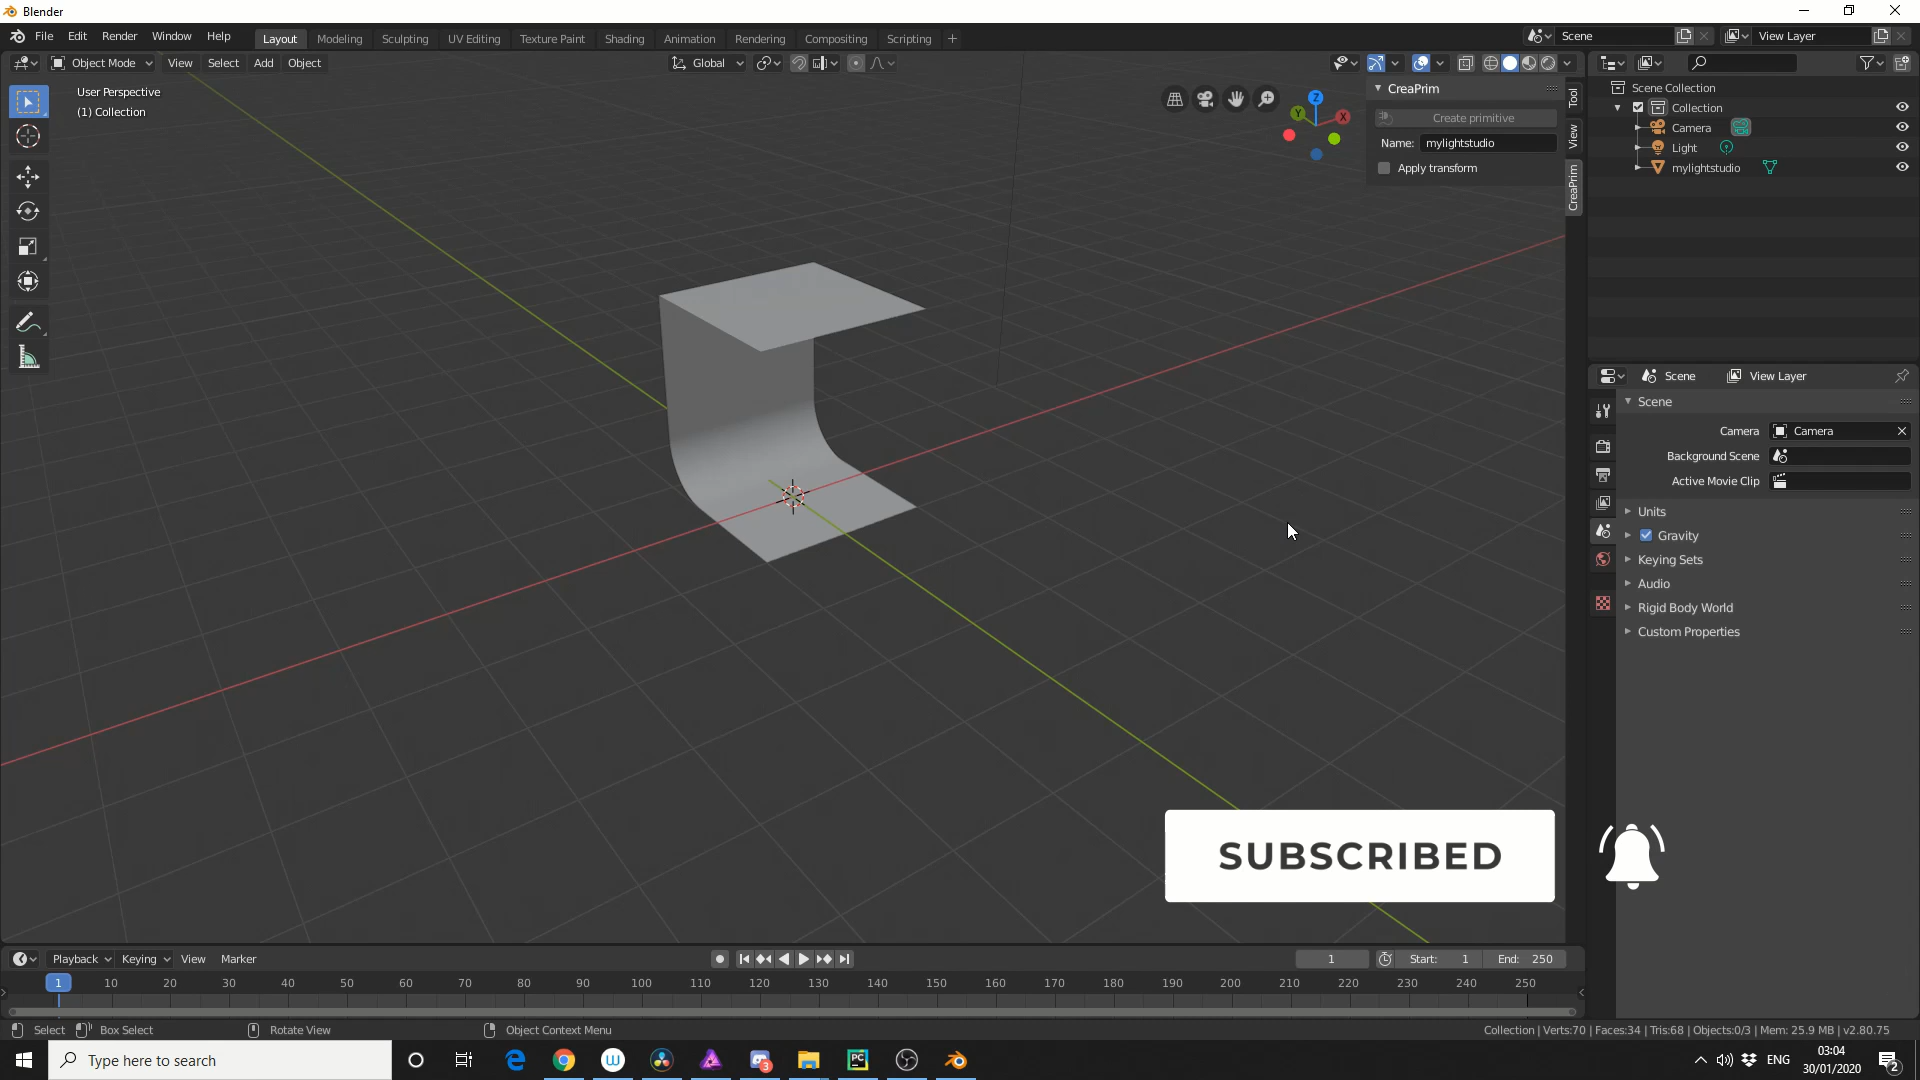 Blender
File Edit Render Window Help
Layout Modeling Sculpting UV Editing Texture Paint Shading Animation Rendering Compositing Scripting +
Scene
View Layer
Object Mode View Select Add Object
Global
User Perspective
(1) Collection
Z
Y
X
CreaPrim
Create primitive
Name: mylightstudio
Apply transform
Tool
View
CreaPrim
Scene Collection
Collection
Camera
Light
mylightstudio
Scene View Layer
Scene
Camera Camera
Background Scene
Active Movie Clip
Units
Gravity
Keying Sets
Audio
Rigid Body World
Custom Properties
SUBSCRIBED
Playback Keying View Marker
1 Start: 1 End: 250
1 10 20 30 40 50 60 70 80 90 100 110 120 130 140 150 160 170 180 190 200 210 220 230 240 250
Select Box Select Rotate View Object Context Menu
Collection | Verts:70 | Faces:34 | Tris:68 | Objects:0/3 | Mem: 25.9 MB | v2.80.75
Type here to search
W
3
PC
ENG
03:04
30/01/2020
2